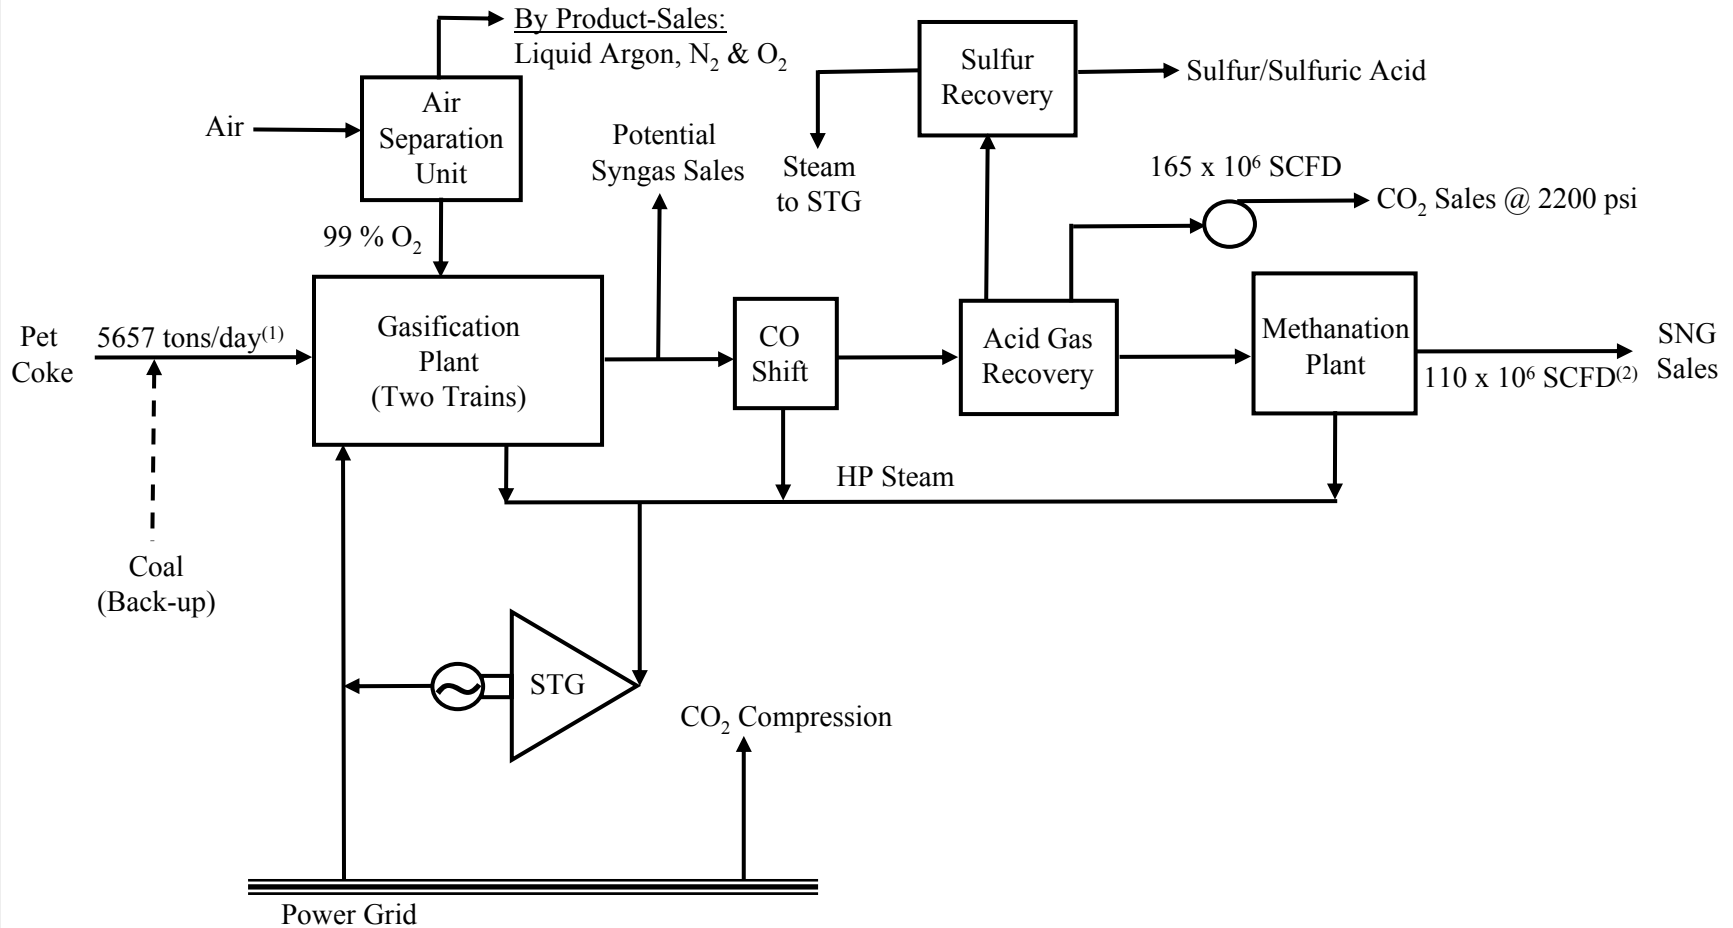 By Product-Sales:
Liquid Argon, N₂ & O₂
Air
Separation
Unit
Air
99 % O₂
Potential
Syngas Sales
Sulfur
Recovery
Sulfur/Sulfuric Acid
Steam
to STG
165 x 10⁶ SCFD
CO₂ Sales @ 2200 psi
Pet
Coke
5657 tons/day⁽¹⁾
Gasification
Plant
(Two Trains)
CO
Shift
Acid Gas
Recovery
Methanation
Plant
SNG
Sales
110 x 10⁶ SCFD⁽²⁾
HP Steam
Coal
(Back-up)
STG
CO₂ Compression
Power Grid